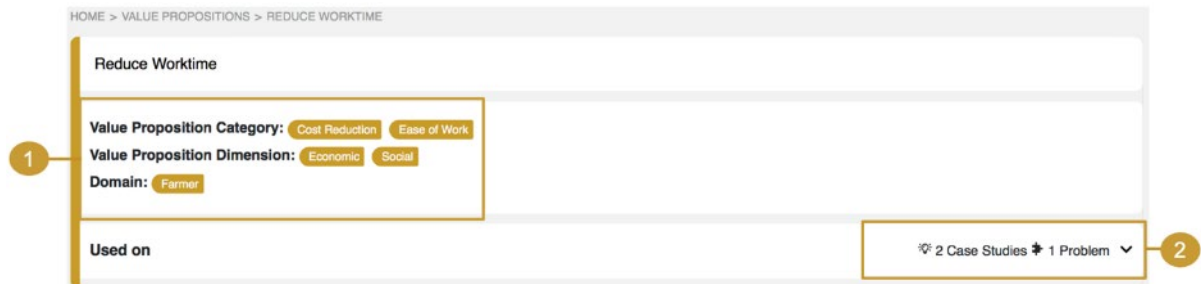 HOME > VALUE PROPOSITIONS > REDUCE WORKTIME
Reduce Worktime
Value Proposition Category: Cost Reduction Ease of Work
1
Value Proposition Dimension: Economic Social
Domain: Farmer
Used on 2 Case Studies 1 Problem 2